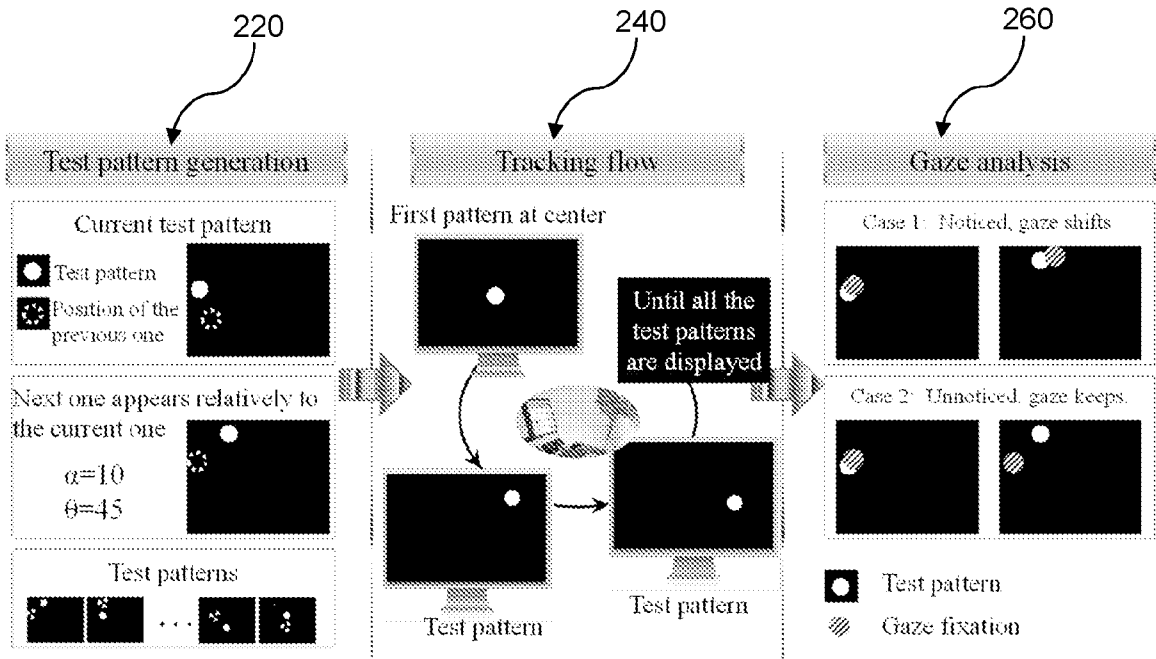 220
240
260
Test pattern generation
Tracking flow
Gaze analysis
Current test pattern
Test pattern
Position of the
previous one
Next one appears relatively to
the current one
α=10
θ=45
Test patterns
. . .
First pattern at center
Until all the
test patterns
are displayed
Test pattern
Test pattern
Case 1: Noticed, gaze shifts
Case 2: Unnoticed, gaze keeps.
Test pattern
Gaze fixation